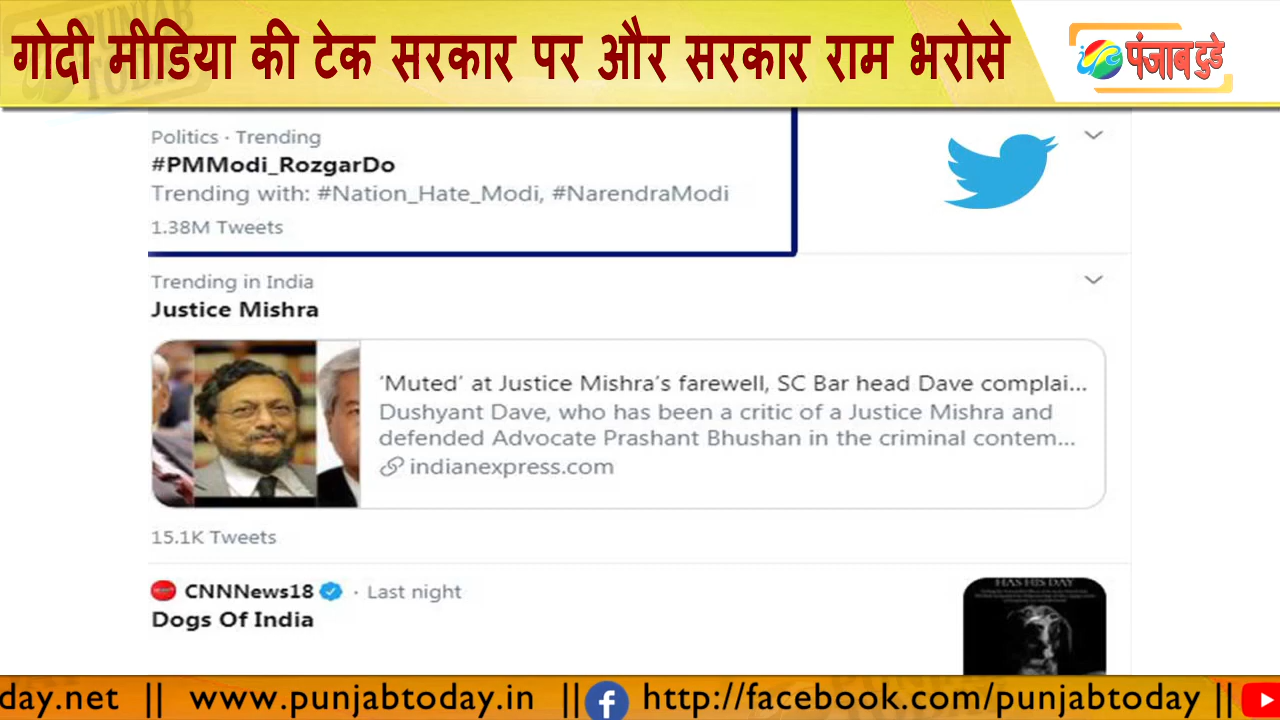 गोदी मीडिया की टेक सरकार पर और सरकार राम भरोसे
पंजाब टुडे
Politics · Trending
#PMModi_RozgarDo
Trending with: #Nation_Hate_Modi, #NarendraModi
1.38M Tweets
Trending in India
Justice Mishra
'Muted' at Justice Mishra's farewell, SC Bar head Dave complai...
Dushyant Dave, who has been a critic of a Justice Mishra and
defended Advocate Prashant Bhushan in the criminal contem...
indianexpress.com
15.1K Tweets
CNNNews18 · Last night
Dogs Of India
HAS HIS DAY
day.net || www.punjabtoday.in || http://facebook.com/punjabtoday ||